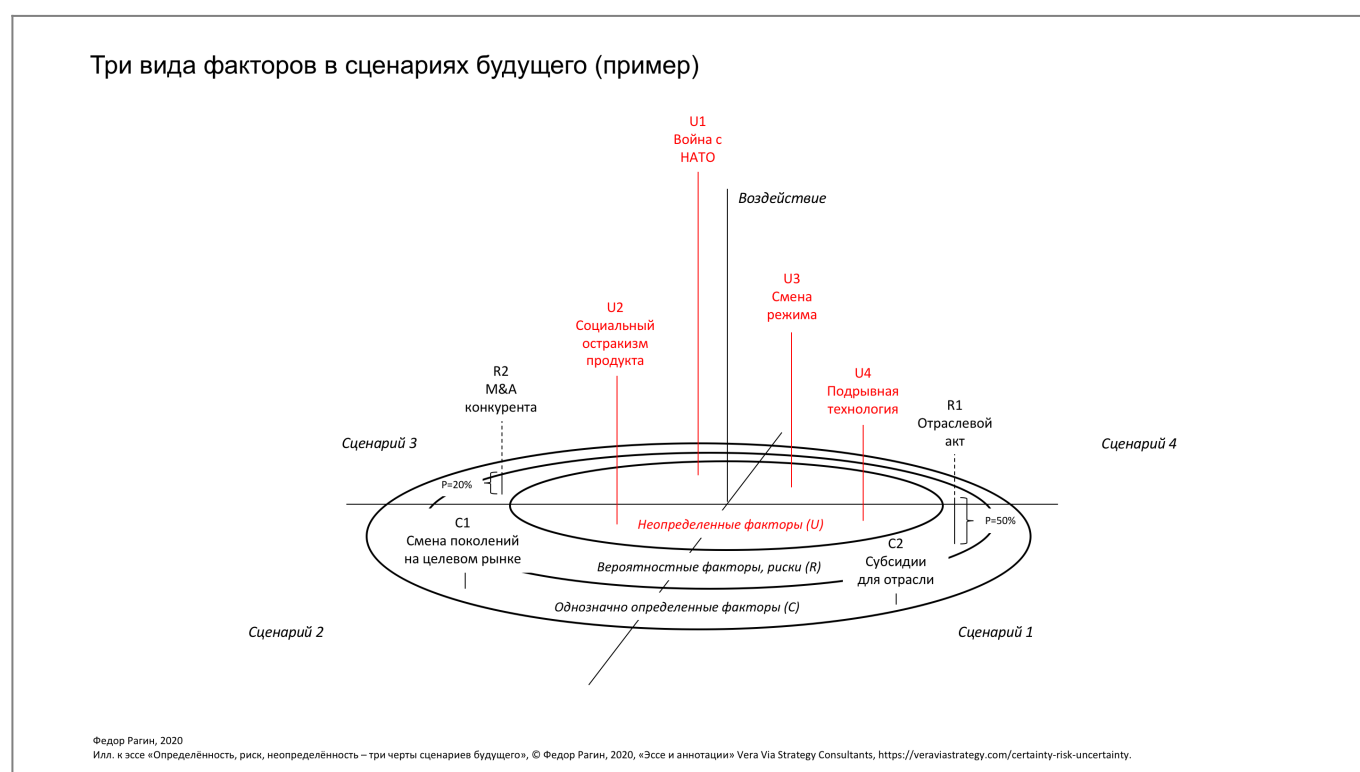 Три вида факторов в сценариях будущего (пример)
U1
Война с
НАТО
Воздействие
U3
Смена
режима
U2
Социальный
остракизм
продукта
R2
M&A
конкурента
U4
Подрывная
технология
R1
Отраслевой
акт
Сценарий 3
Сценарий 4
P=20%
C1
Смена поколений
на целевом рынке
Неопределенные факторы (U)
P=50%
C2
Субсидии
для отрасли
Вероятностные факторы, риски (R)
Однозначно определенные факторы (C)
Сценарий 2
Сценарий 1
Федор Рагин, 2020
Илл. к эссе «Определённость, риск, неопределённость – три черты сценариев будущего», © Федор Рагин, 2020, «Эссе и аннотации» Vera Via Strategy Consultants, https://veraviastrategy.com/certainty-risk-uncertainty.